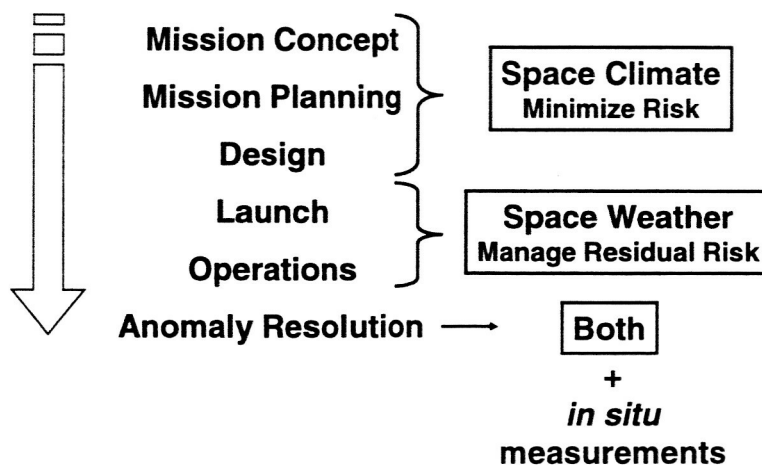 Mission Concept
Mission Planning
Design
Launch
Operations
Anomaly Resolution
Space Climate
Minimize Risk
Space Weather
Manage Residual Risk
Both
+
in situ
measurements